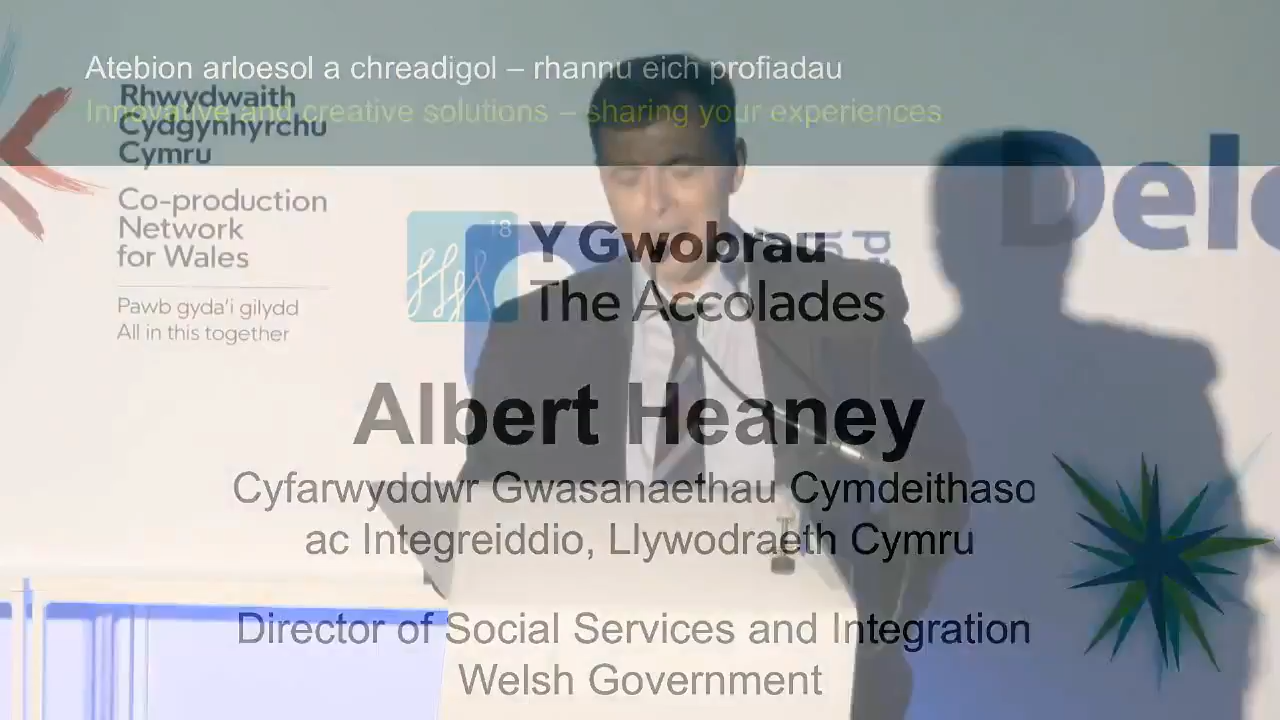 Atebion arloesol a chreadigol – rhannu eich profiadau
Innovative and creative solutions – sharing your experiences
Rhwydwaith
Cydgynhyrchu
Cymru
Co-production
Network
for Wales
Pawb gyda'i gilydd
All in this together
18
Y Gwobrau
The Accolades
Albert Heaney
Cyfarwyddwr Gwasanaethau Cymdeithaso
ac Integreiddio, Llywodraeth Cymru
Director of Social Services and Integration
Welsh Government